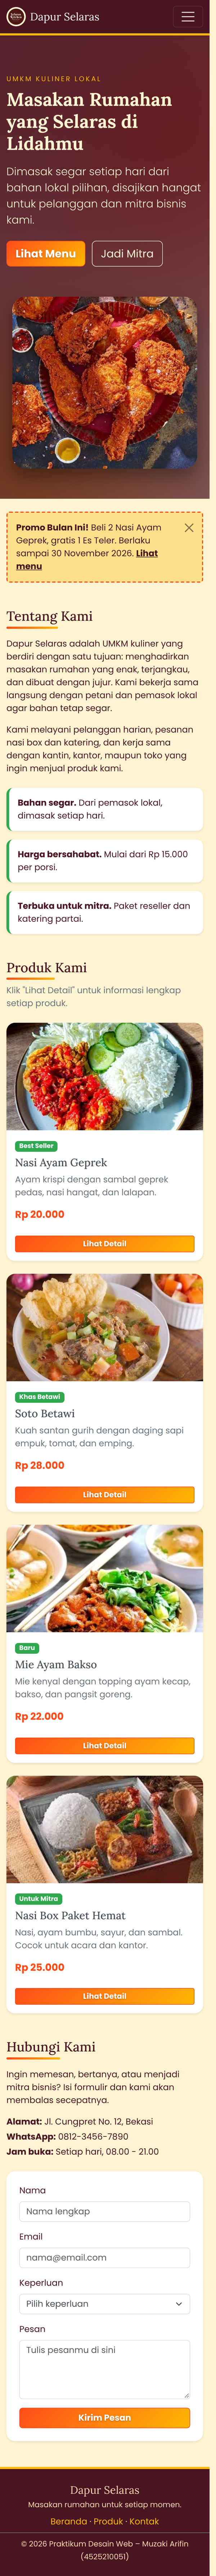 Dapur Selaras
UMKM KULINER LOKAL
Masakan Rumahan
yang Selaras di
Lidahmu
Dimasak segar setiap hari dari
bahan lokal pilihan, disajikan hangat
untuk pelanggan dan mitra bisnis
kami.
Lihat Menu
Jadi Mitra
Promo Bulan Ini! Beli 2 Nasi Ayam
Geprek, gratis 1 Es Teler. Berlaku
sampai 30 November 2026. Lihat
menu
Tentang Kami
Dapur Selaras adalah UMKM kuliner yang
berdiri dengan satu tujuan: menghadirkan
masakan rumahan yang enak, terjangkau,
dan dibuat dengan jujur. Kami bekerja sama
langsung dengan petani dan pemasok lokal
agar bahan tetap segar.
Kami melayani pelanggan harian, pesanan
nasi box dan katering, dan kerja sama
dengan kantin, kantor, maupun toko yang
ingin menjual produk kami.
Bahan segar. Dari pemasok lokal,
dimasak setiap hari.
Harga bersahabat. Mulai dari Rp 15.000
per porsi.
Terbuka untuk mitra. Paket reseller dan
katering partai.
Produk Kami
Klik "Lihat Detail" untuk informasi lengkap
setiap produk.
Best Seller
Nasi Ayam Geprek
Ayam krispi dengan sambal geprek
pedas, nasi hangat, dan lalapan.
Rp 20.000
Lihat Detail
Khas Betawi
Soto Betawi
Kuah santan gurih dengan daging sapi
empuk, tomat, dan emping.
Rp 28.000
Lihat Detail
Baru
Mie Ayam Bakso
Mie kenyal dengan topping ayam kecap,
bakso, dan pangsit goreng.
Rp 22.000
Lihat Detail
Untuk Mitra
Nasi Box Paket Hemat
Nasi, ayam bumbu, sayur, dan sambal.
Cocok untuk acara dan kantor.
Rp 25.000
Lihat Detail
Hubungi Kami
Ingin memesan, bertanya, atau menjadi
mitra bisnis? Isi formulir dan kami akan
membalas secepatnya.
Alamat: Jl. Cungpret No. 12, Bekasi
WhatsApp: 0812-3456-7890
Jam buka: Setiap hari, 08.00 - 21.00
Nama
Nama lengkap
Email
nama@email.com
Keperluan
Pilih keperluan
Pesan
Tulis pesanmu di sini
Kirim Pesan
Dapur Selaras
Masakan rumahan untuk setiap momen.
Beranda · Produk · Kontak
© 2026 Praktikum Desain Web – Muzaki Arifin
(4525210051)